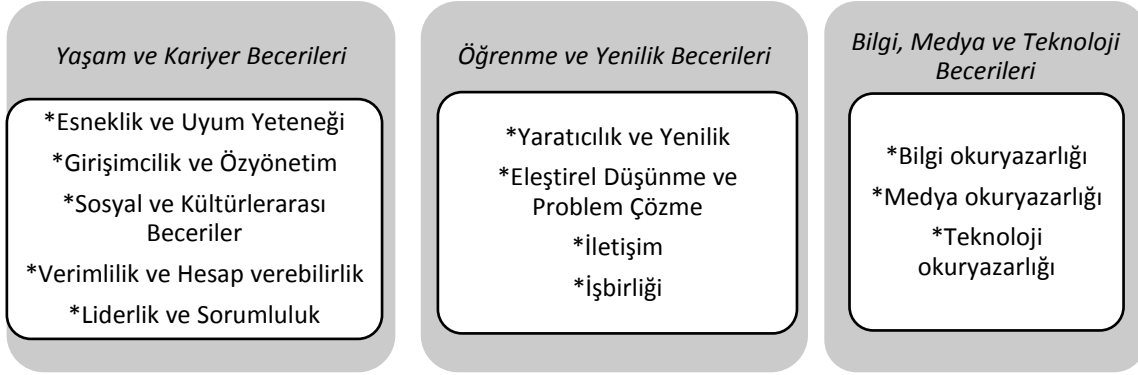 Yaşam ve Kariyer Becerileri
*Esneklik ve Uyum Yeteneği
*Girişimcilik ve Özyönetim
*Sosyal ve Kültürlerarası
Beceriler
*Verimlilik ve Hesap verebilirlik
*Liderlik ve Sorumluluk
Öğrenme ve Yenilik Becerileri
*Yaratıcılık ve Yenilik
*Eleştirel Düşünme ve
Problem Çözme
*İletişim
*İşbirliği
Bilgi, Medya ve Teknoloji
Becerileri
*Bilgi okuryazarlığı
*Medya okuryazarlığı
*Teknoloji
okuryazarlığı